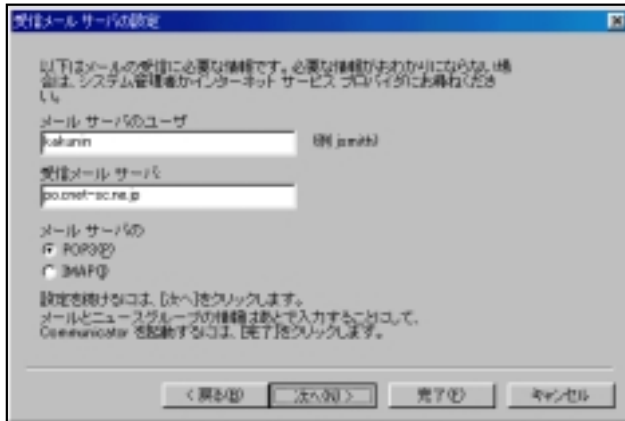 受信メール サーバの設定
以下はメールの受信に必要な情報です。必要な情報がおわかりにならない場
合は、システム管理者かインターネット サービス プロバイダにお尋ねくださ
い。
メール サーバのユーザ
kakunin
(例 jsmith)
受信メール サーバ
po.cnet-sc.ne.jp
メール サーバの
POP3(P)
IMAP(I)
設定を続けるには、[次へ]をクリックします。
メールとニュースグループの情報はあとで入力することにして、
Communicator を起動するには、[完了]をクリックします。
< 戻る(B)
次へ(N) >
完了(F)
キャンセル